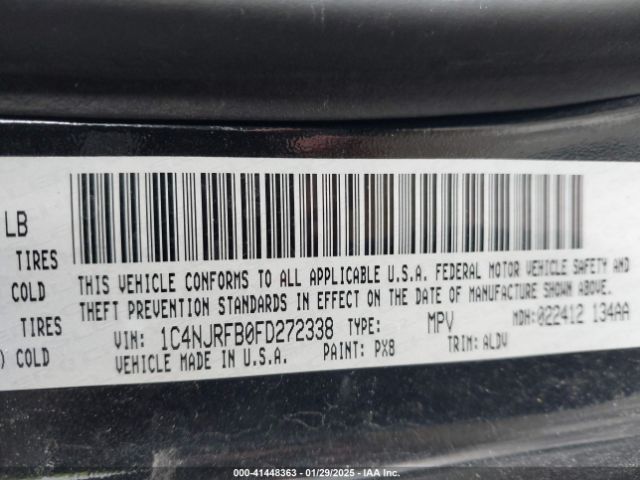 LB
TIRES
COLD
THIS VEHICLE CONFORMS TO ALL APPLICABLE U.S.A. FEDERAL MOTOR VEHICLE SAFETY AND
THEFT PREVENTION STANDARDS IN EFFECT ON THE DATE OF MANUFACTURE SHOWN ABOVE.
TIRES
VIN: 1C4NJRFB0FD272338 TYPE: MPV MDH:022412 134AA
) COLD
VEHICLE MADE IN U.S.A. PAINT: PX8 TRIM: ALDV
000-41448363 - 01/29/2025 - IAA Inc.